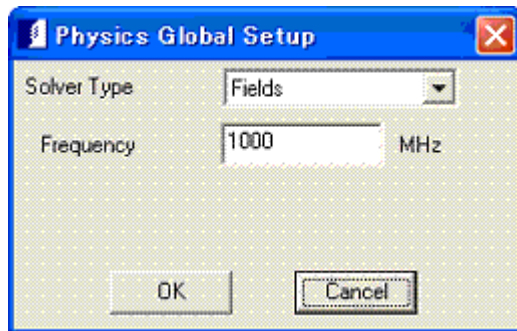 Physics Global Setup
Solver Type Fields
Frequency 1000 MHz
OK Cancel